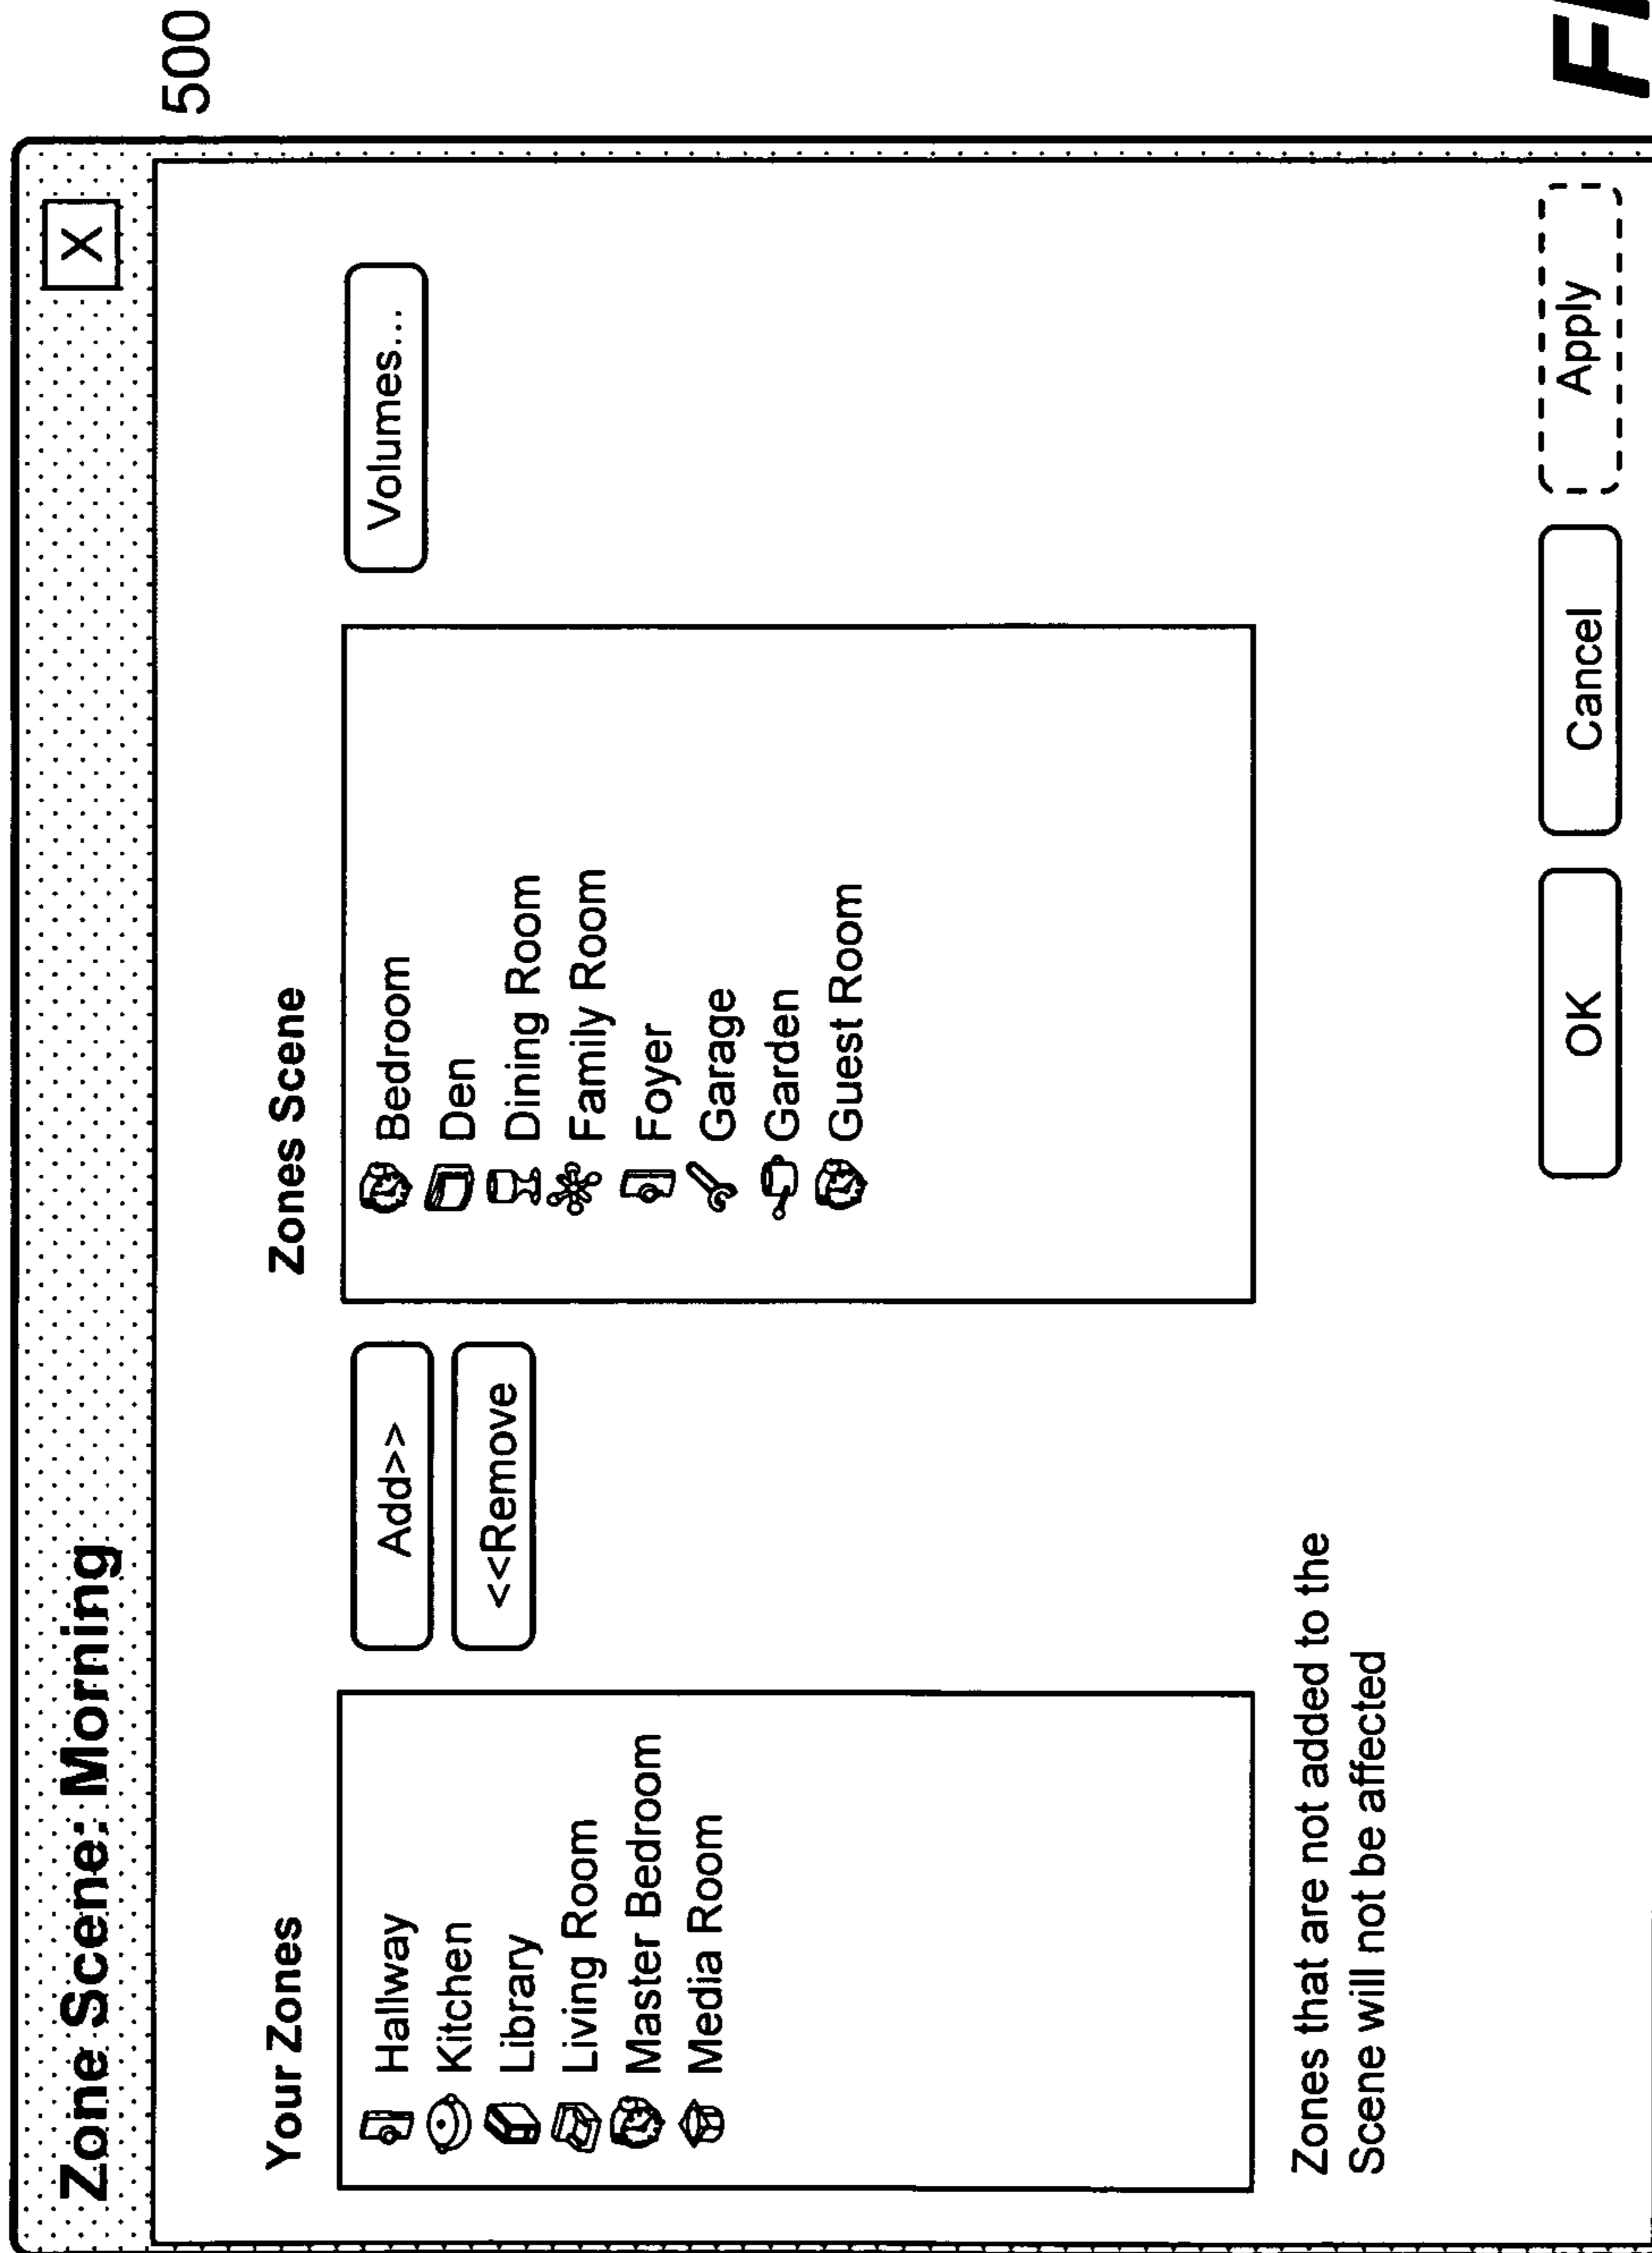 500
Zone Scene: Morning
X
Your Zones
Hallway
Kitchen
Library
Living Room
Master Bedroom
Media Room
Add>>
<<Remove
Zones Scene
Bedroom
Den
Dining Room
Family Room
Foyer
Garage
Garden
Guest Room
Volumes...
Zones that are not added to the
Scene will not be affected
OK
Cancel
Apply